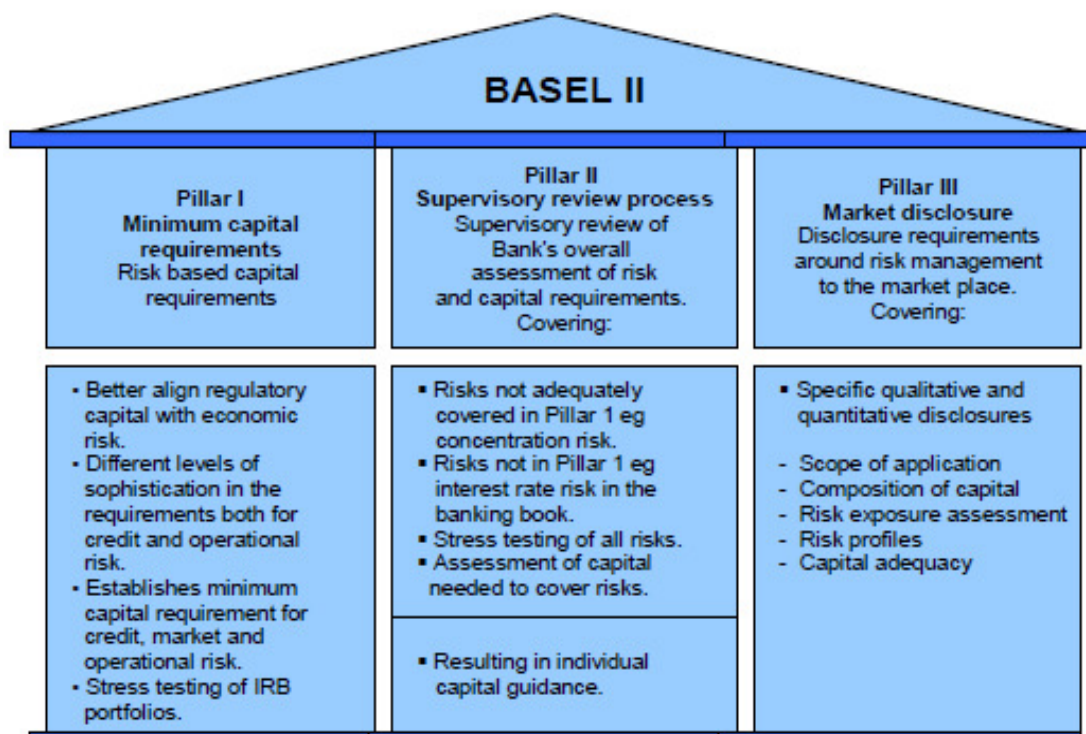 BASEL II
Pillar I
Minimum capital
requirements
Risk based capital
requirements
Pillar II
Supervisory review process
Supervisory review of
Bank's overall
assessment of risk
and capital requirements.
Covering:
Pillar III
Market disclosure
Disclosure requirements
around risk management
to the market place.
Covering:
▪ Better align regulatory
capital with economic
risk.
▪ Different levels of
sophistication in the
requirements both for
credit and operational
risk.
▪ Establishes minimum
capital requirement for
credit, market and
operational risk.
▪ Stress testing of IRB
portfolios.
▪ Risks not adequately
covered in Pillar 1 eg
concentration risk.
▪ Risks not in Pillar 1 eg
interest rate risk in the
banking book.
▪ Stress testing of all risks.
▪ Assessment of capital
needed to cover risks.
▪ Resulting in individual
capital guidance.
▪ Specific qualitative and
quantitative disclosures
- Scope of application
- Composition of capital
- Risk exposure assessment
- Risk profiles
- Capital adequacy